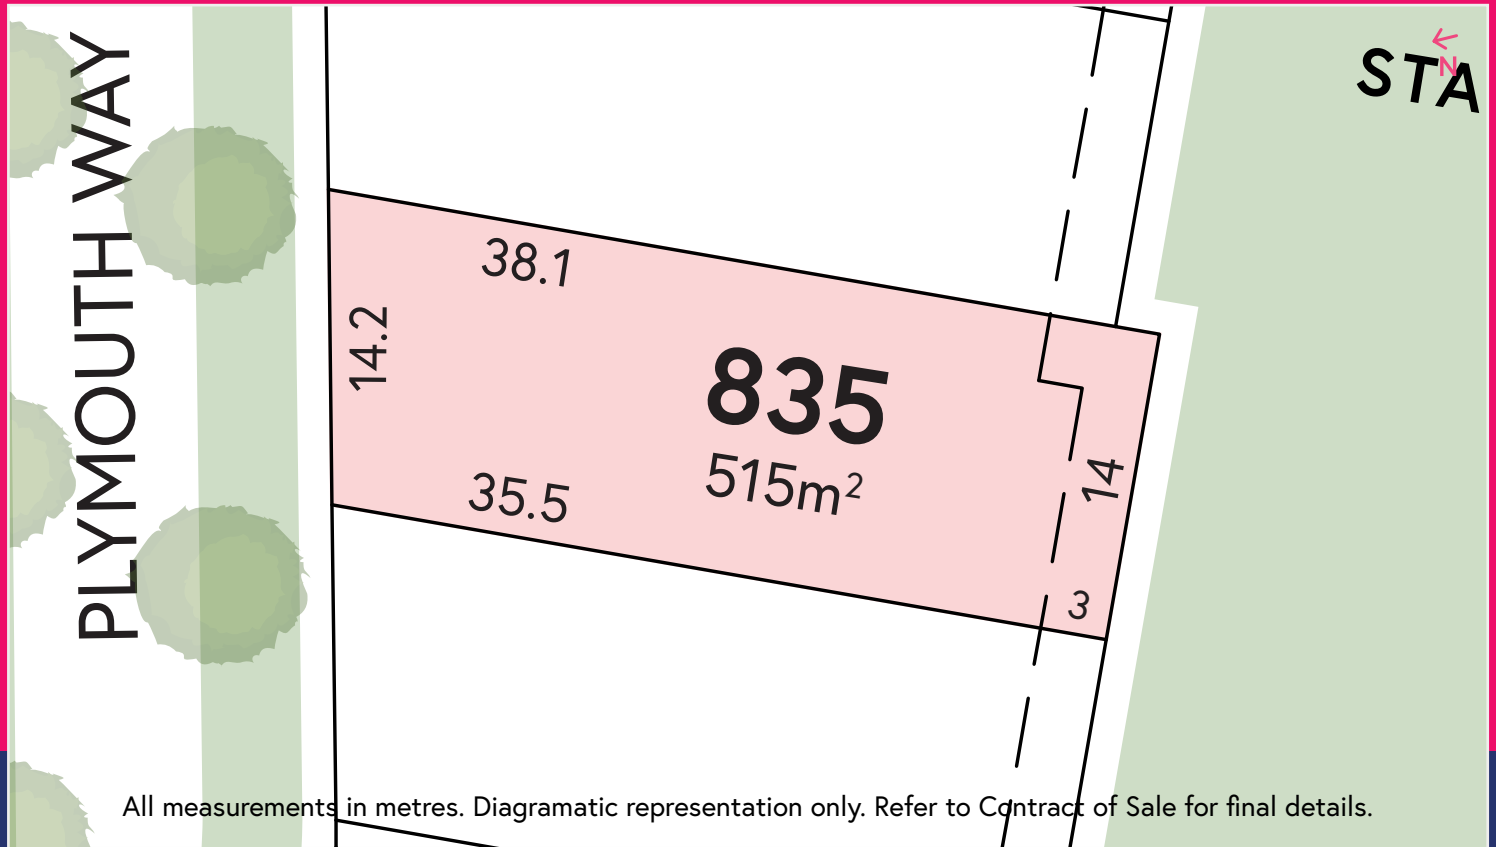 PLYMOUTH WAY
N
STA
38.1
14.2
835
515m²
35.5
14
3
All measurements in metres. Diagramatic representation only. Refer to Contract of Sale for final details.